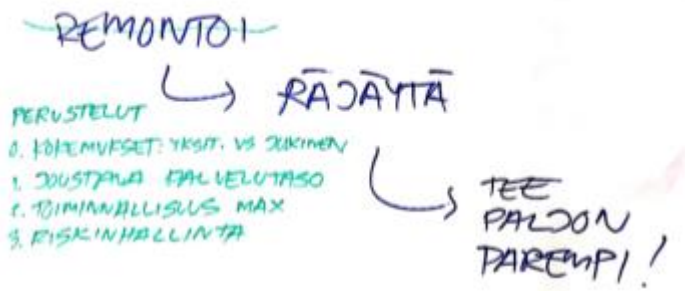 REMONTOI
RÄJÄYTÄ
PERUSTELUT
0. KOKEMUKSET: YKSIT. VS JULKINEN
1. JOUSTAVA PALVELUTASO
2. TOIMINNALLISUUS MAX
3. RISKINHALLINTA
TEE
PALJON
PAREMPI!